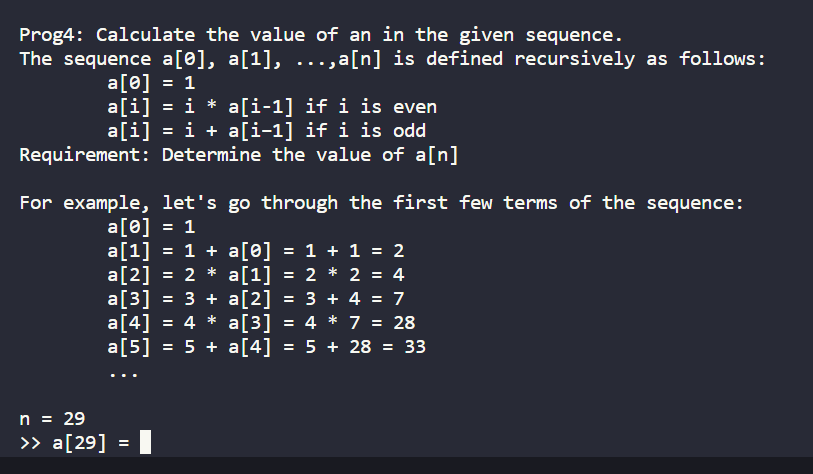 Prog4: Calculate the value of an in the given sequence.
The sequence a[0], a[1], ...,a[n] is defined recursively as follows:
a[0] = 1
a[i] = i * a[i-1] if i is even
a[i] = i + a[i–1] if i is odd
Requirement: Determine the value of a[n]
For example, let's go through the first few terms of the sequence:
a[0] = 1
a[1] = 1 + a[0] = 1 + 1 = 2
a[2] = 2 * a[1] = 2 * 2 = 4
a[3] = 3 + a[2] = 3 + 4 = 7
a[4] = 4 * a[3] = 4 * 7 = 28
a[5] = 5 + a[4] = 5 + 28 = 33
...
n = 29
>> a[29] =